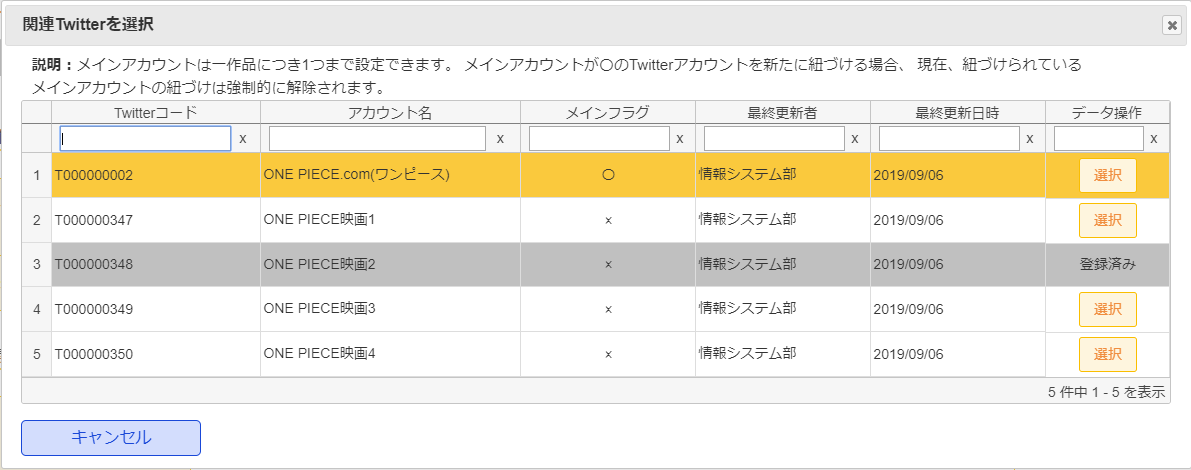 関連Twitterを選択
説明：メインアカウントは一作品につき1つまで設定できます。 メインアカウントが〇のTwitterアカウントを新たに紐づける場合、 現在、紐づけられている
メインアカウントの紐づけは強制的に解除されます。
Twitterコード アカウント名 メインフラグ 最終更新者 最終更新日時 データ操作
x x x x x x
1 T000000002 ONE PIECE.com(ワンピース) 〇 情報システム部 2019/09/06 選択
2 T000000347 ONE PIECE映画1 × 情報システム部 2019/09/06 選択
3 T000000348 ONE PIECE映画2 × 情報システム部 2019/09/06 登録済み
4 T000000349 ONE PIECE映画3 × 情報システム部 2019/09/06 選択
5 T000000350 ONE PIECE映画4 × 情報システム部 2019/09/06 選択
5 件中 1 - 5 を表示
キャンセル